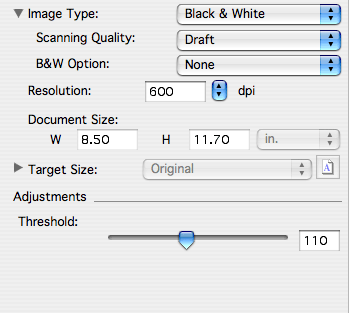 Image Type: Black & White
Scanning Quality: Draft
B&W Option: None
Resolution: 600 dpi
Document Size:
W 8.50 H 11.70 in.
Target Size: Original A
Adjustments
Threshold:
110